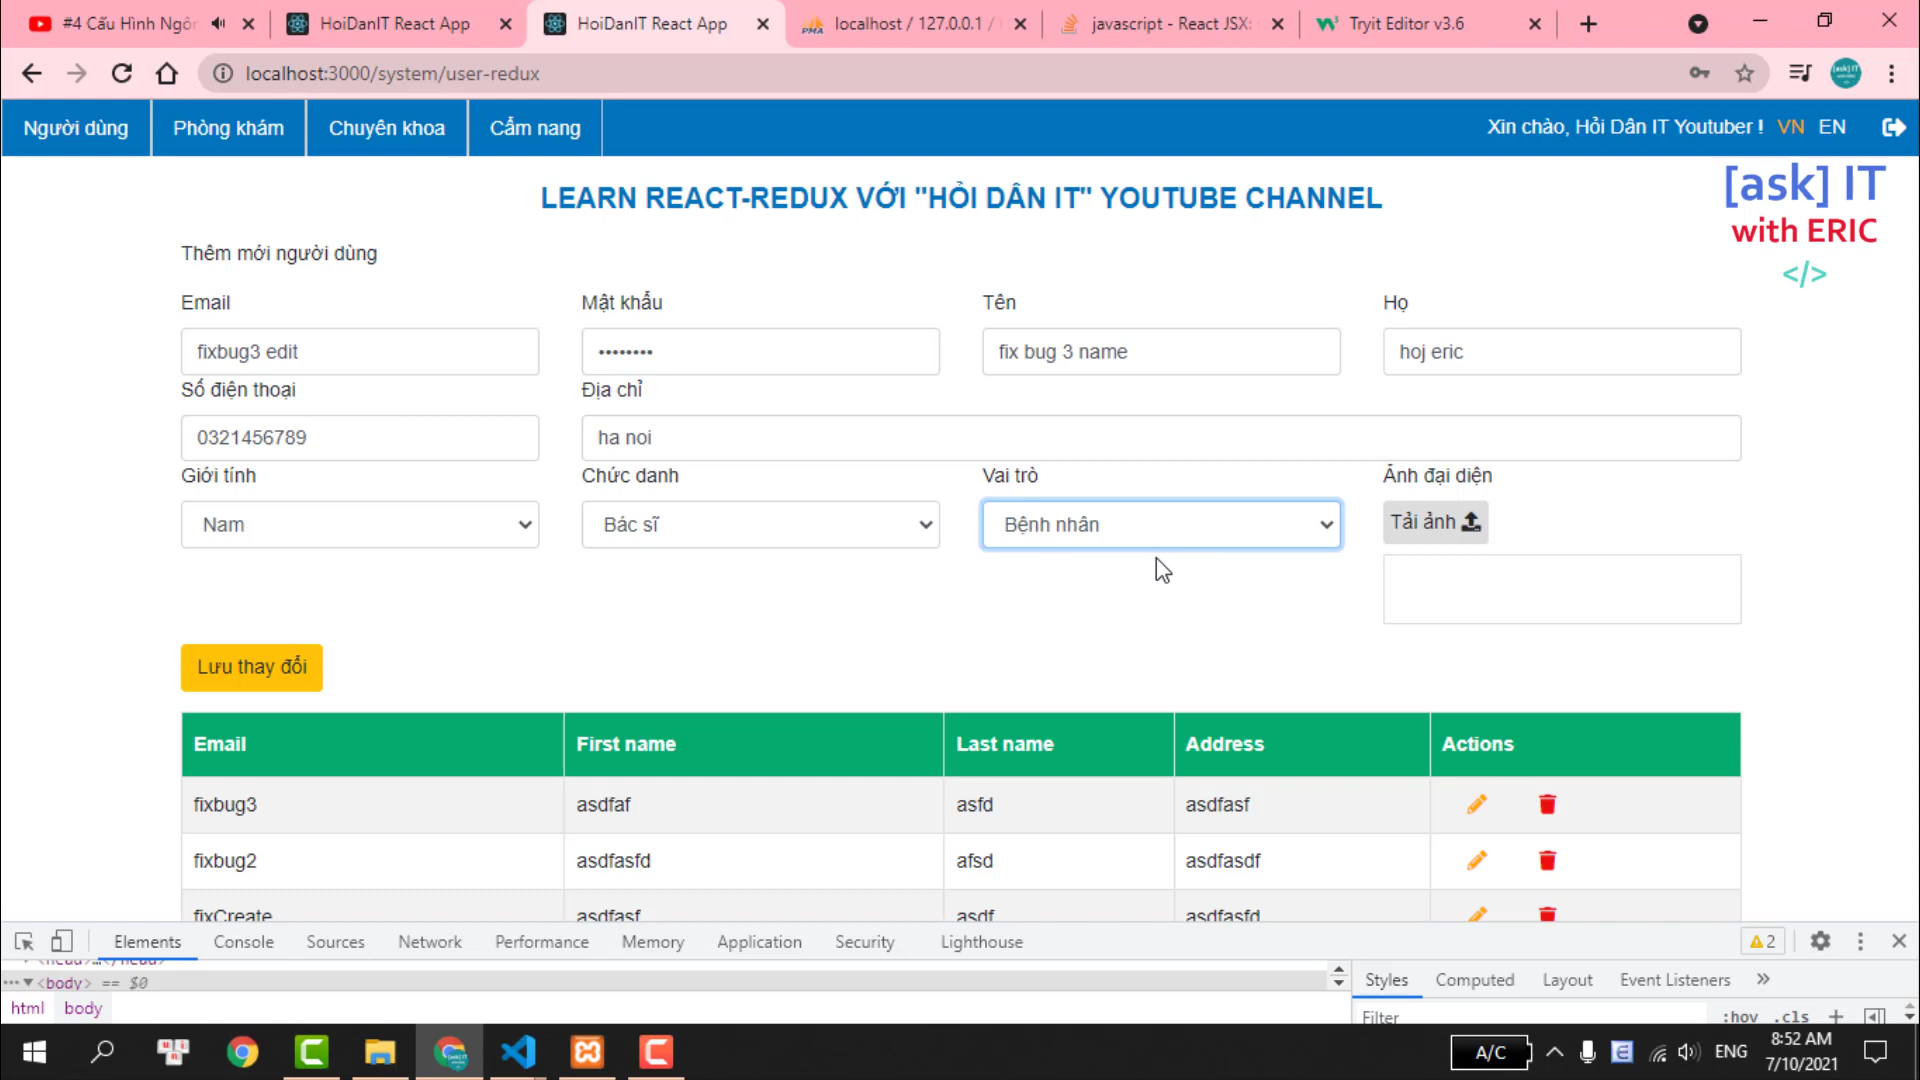 #4 Cấu Hình Ngôn
HoiDanIT React App
HoiDanIT React App
localhost / 127.0.0.1 /
javascript - React JSX:
Tryit Editor v3.6
localhost:3000/system/user-redux
Người dùng
Phòng khám
Chuyên khoa
Cẩm nang
Xin chào, Hỏi Dân IT Youtuber !
VN
EN
[ask] IT
with ERIC
</>
LEARN REACT-REDUX VỚI "HỎI DÂN IT" YOUTUBE CHANNEL
Thêm mới người dùng
Email
Mật khẩu
Tên
Họ
fixbug3 edit
••••••••
fix bug 3 name
hoj eric
Số điện thoại
Địa chỉ
0321456789
ha noi
Giới tính
Chức danh
Vai trò
Ảnh đại diện
Nam
Bác sĩ
Bệnh nhân
Tải ảnh
Lưu thay đổi
Email First name Last name Address Actions
fixbug3 asdfaf asfd asdfasf
fixbug2 asdfasfd afsd asdfasdf
fixCreate asdfasf asdf asdfasfd
Elements Console Sources Network Performance Memory Application Security Lighthouse
2
<head>…</head>
<body> == $0
html body
Styles Computed Layout Event Listeners
Filter
:hov .cls
A/C
ENG
8:52 AM
7/10/2021